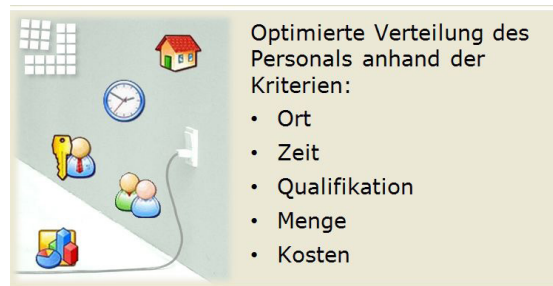 Optimierte Verteilung des
Personals anhand der
Kriterien:
• Ort
• Zeit
• Qualifikation
• Menge
• Kosten